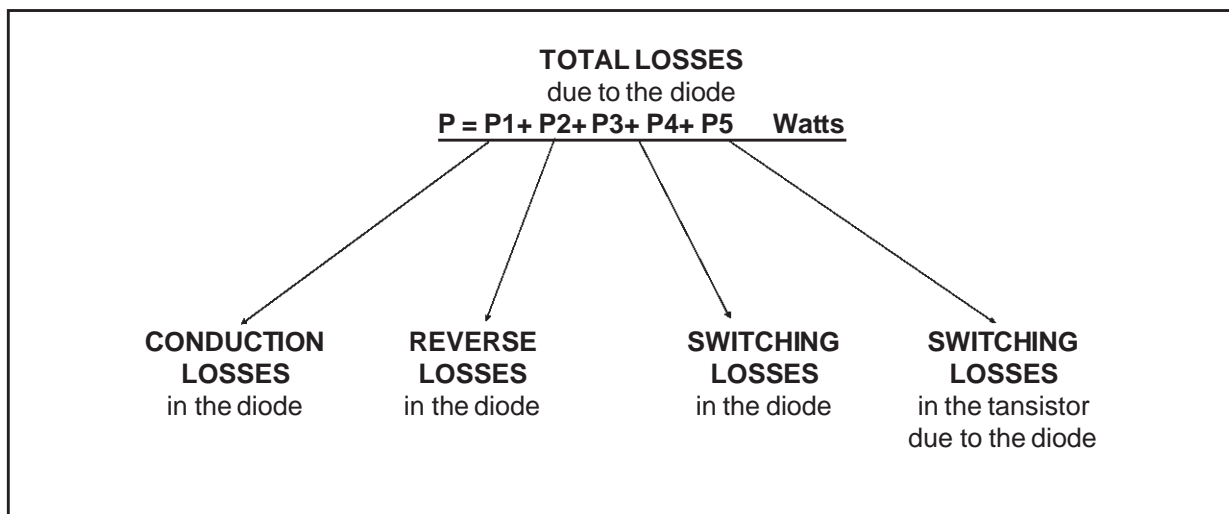 TOTAL LOSSES
due to the diode
P = P1+ P2+ P3+ P4+ P5 Watts
CONDUCTION
LOSSES
in the diode
REVERSE
LOSSES
in the diode
SWITCHING
LOSSES
in the diode
SWITCHING
LOSSES
in the tansistor
due to the diode